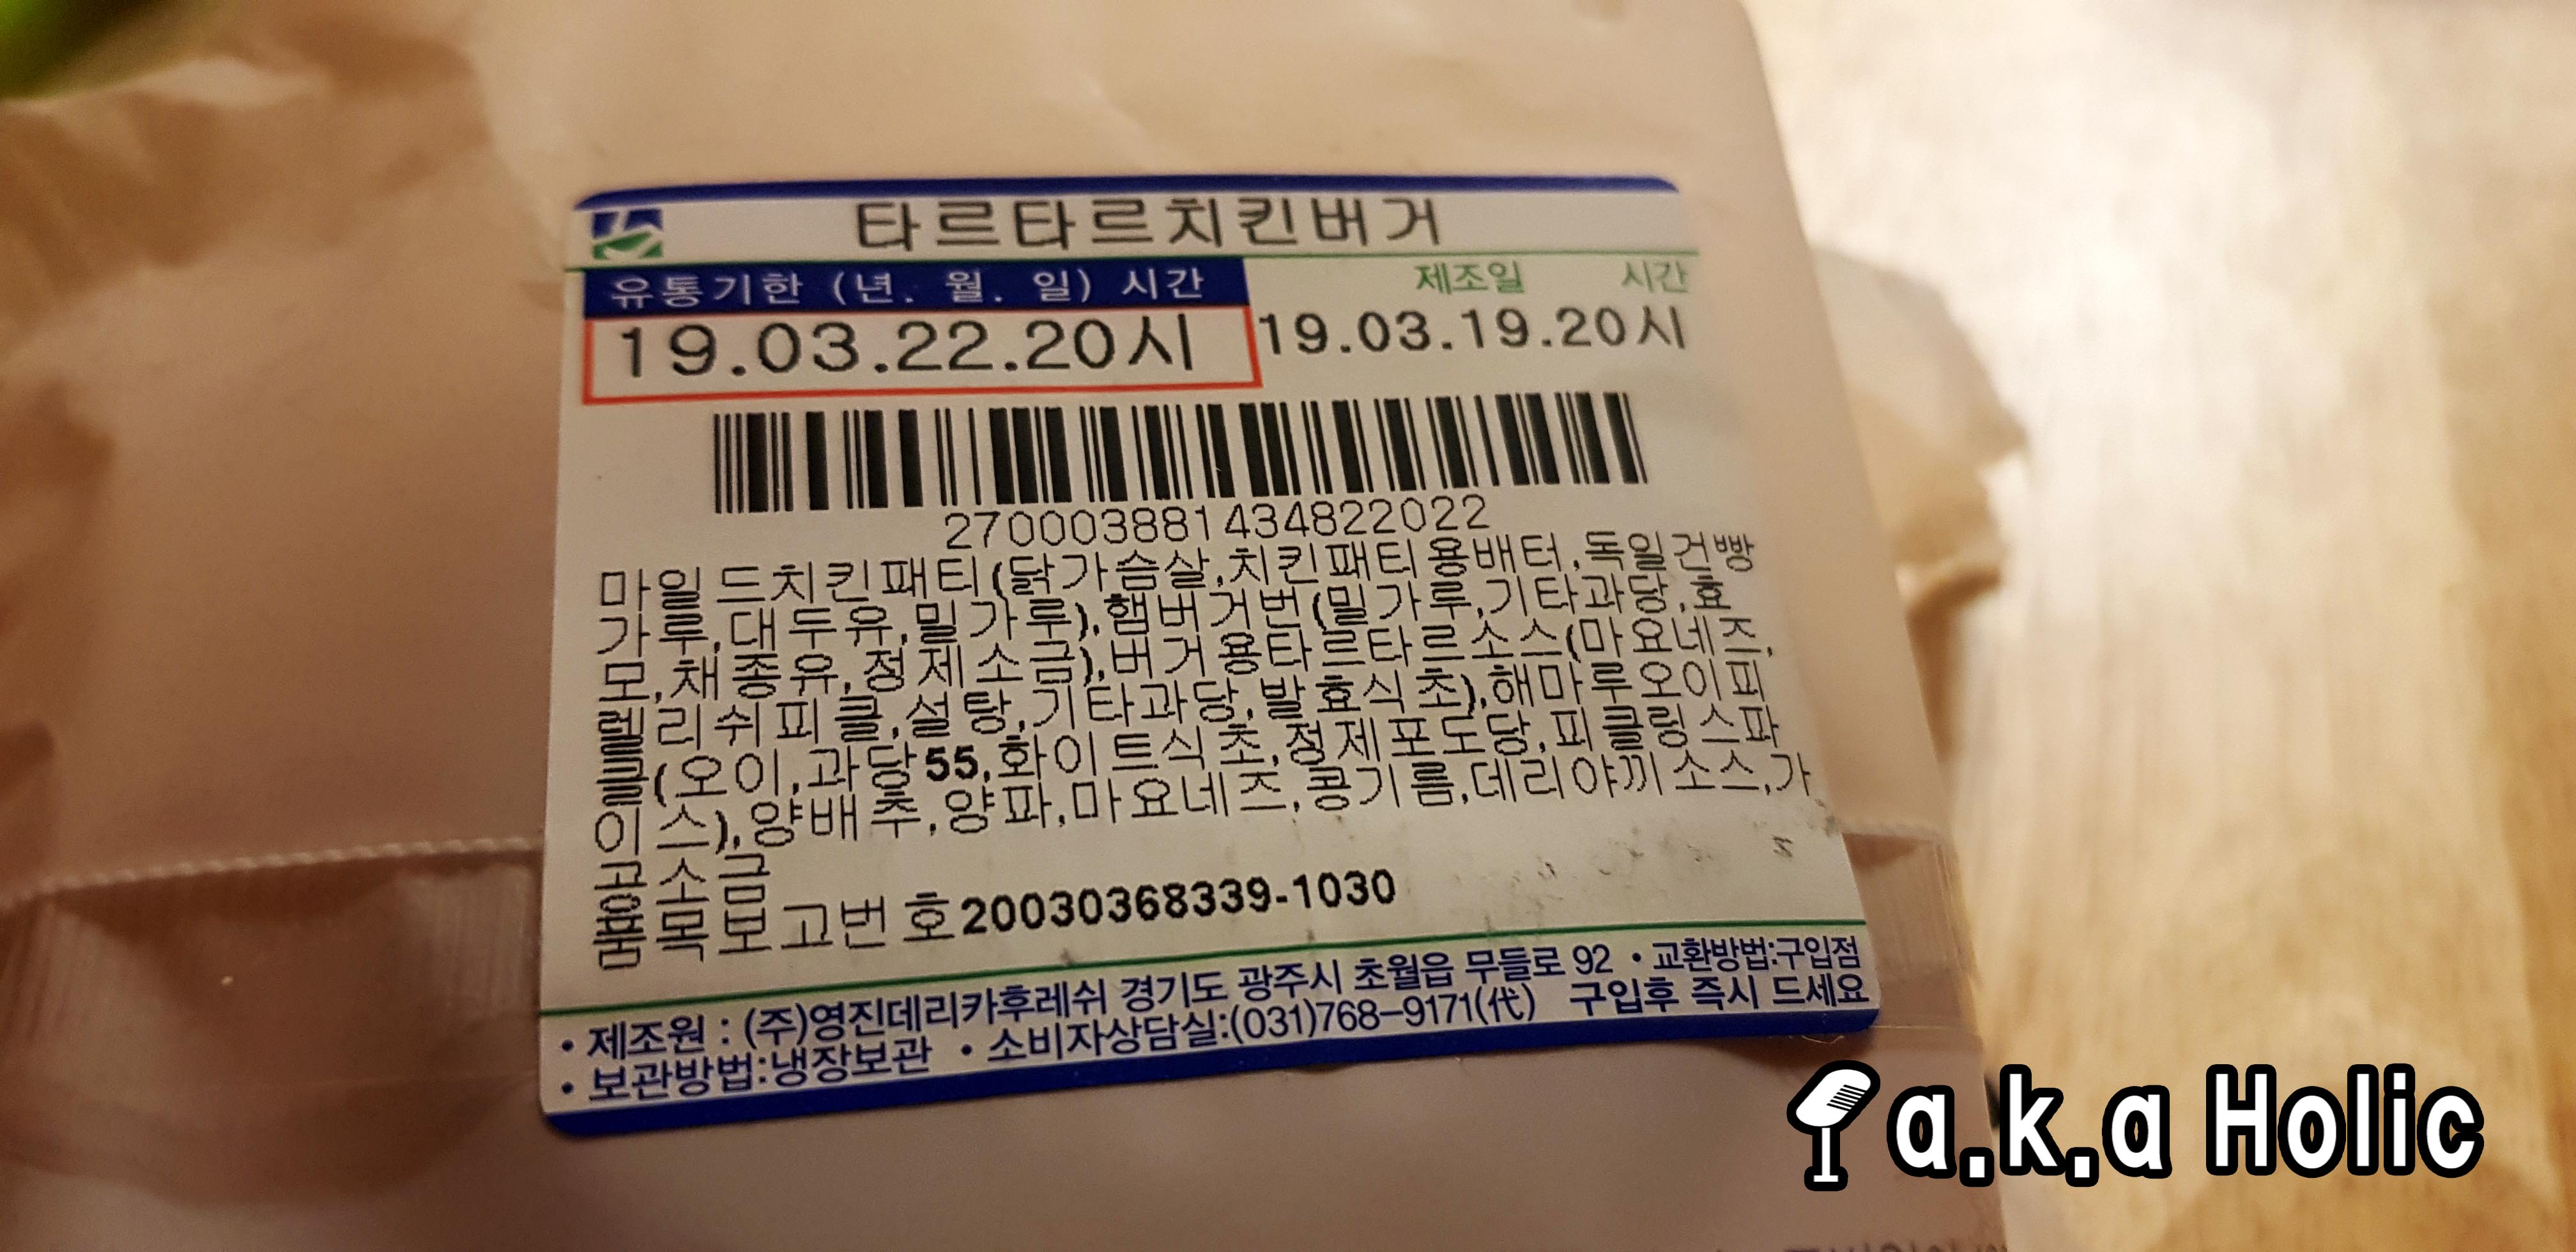 타르타르치킨버거
유통기한 (년. 월. 일) 시간
제조일 시간
19.03.22.20시
19.03.19.20시
270003881434822022
마일드치킨패티(닭가슴살,치킨패티용배터,독일건빵
가루,대두유,밀가루),햄버거번(밀가루,기타과당,효
모,채종유,정제소금),버거용타르타르소스(마요네즈,
렐리쉬피클,설탕,기타과당,발효식초),해마루오이피
클(오이,과당55,화이트식초,정제포도당,피클링스파
이스),양배추,양파,마요네즈,콩기름,데리야끼소스,가
공소금
품목보고번호20030368339-1030
• 제조원 : (주)영진데리카후레쉬 경기도 광주시 초월읍 무들로 92 • 교환방법:구입점
• 보관방법:냉장보관 • 소비자상담실:(031)768-9171(代) 구입후 즉시 드세요
a.k.a Holic